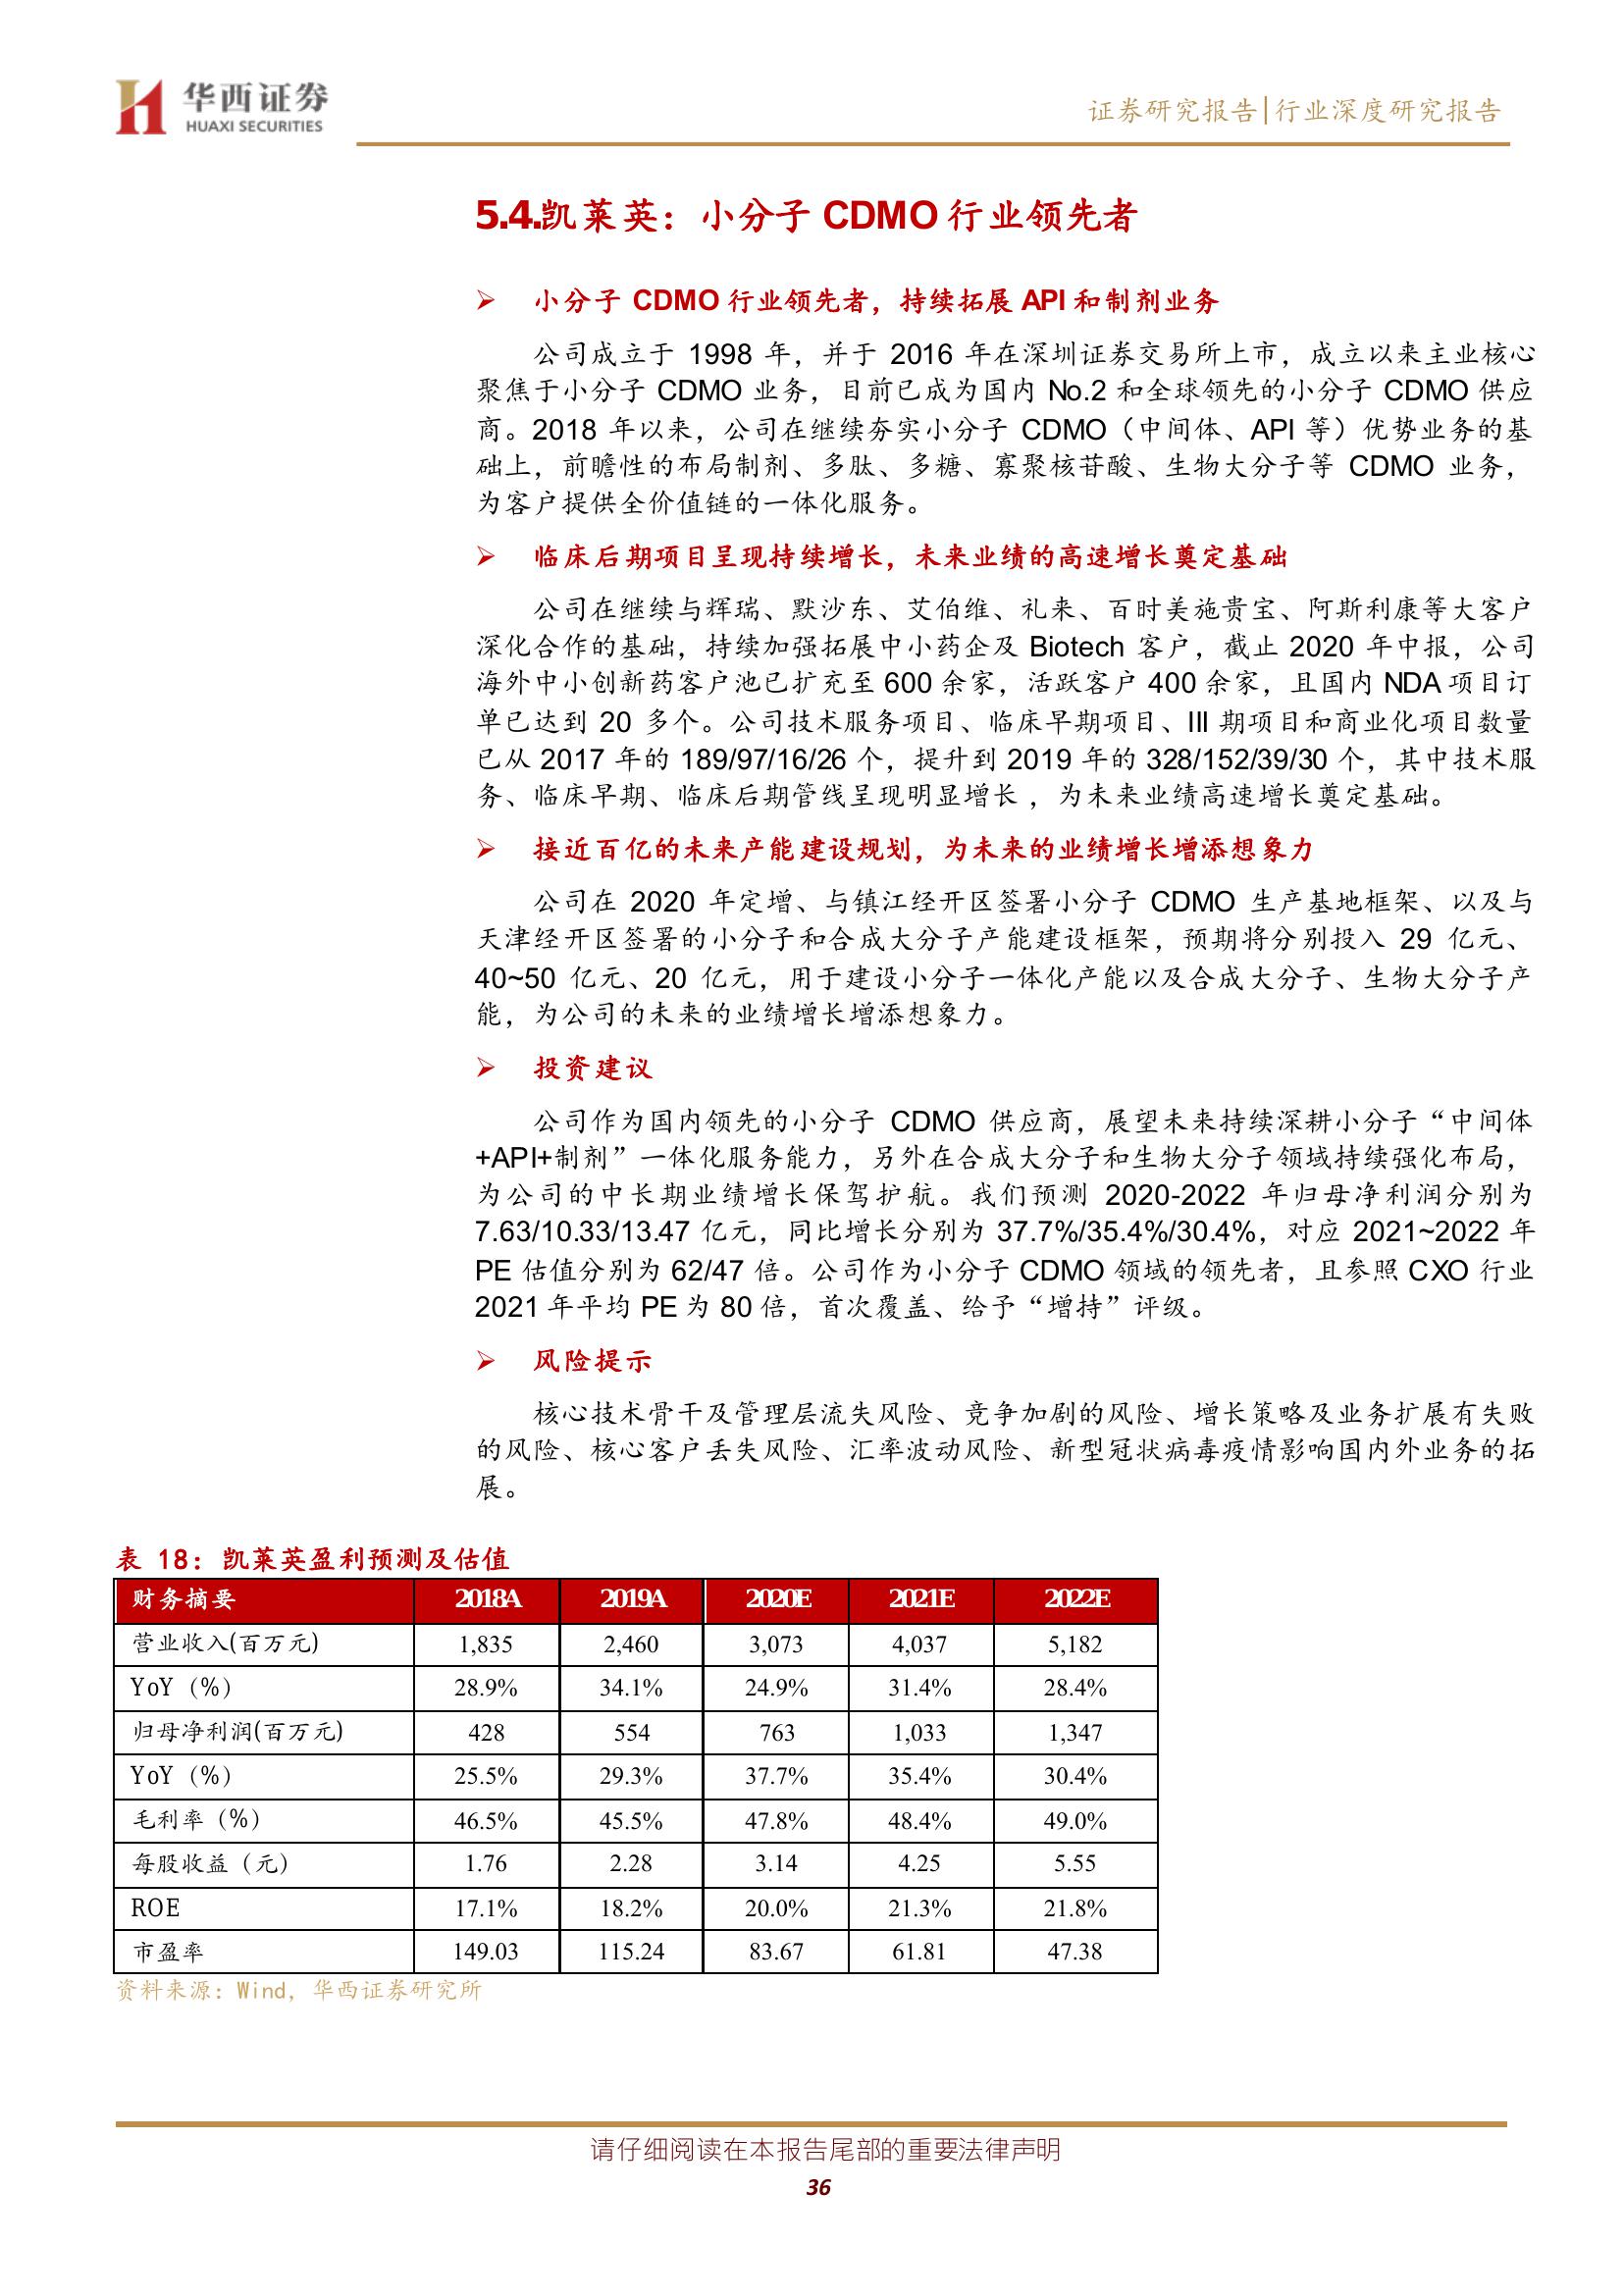 华西证券
HUAXI SECURITIES
证券研究报告|行业深度研究报告
5.4.凯莱英：小分子 CDMO 行业领先者
➢ 小分子 CDMO 行业领先者，持续拓展 API 和制剂业务
公司成立于 1998 年，并于 2016 年在深圳证券交易所上市，成立以来主业核心
聚焦于小分子 CDMO 业务，目前已成为国内 No.2 和全球领先的小分子 CDMO 供应
商。2018 年以来，公司在继续夯实小分子 CDMO（中间体、API 等）优势业务的基
础上，前瞻性的布局制剂、多肽、多糖、寡聚核苷酸、生物大分子等 CDMO 业务，
为客户提供全价值链的一体化服务。
➢ 临床后期项目呈现持续增长，未来业绩的高速增长奠定基础
公司在继续与辉瑞、默沙东、艾伯维、礼来、百时美施贵宝、阿斯利康等大客户
深化合作的基础，持续加强拓展中小药企及 Biotech 客户，截止 2020 年中报，公司
海外中小创新药客户池已扩充至 600 余家，活跃客户 400 余家，且国内 NDA 项目订
单已达到 20 多个。公司技术服务项目、临床早期项目、III 期项目和商业化项目数量
已从 2017 年的 189/97/16/26 个，提升到 2019 年的 328/152/39/30 个，其中技术服
务、临床早期、临床后期管线呈现明显增长 ，为未来业绩高速增长奠定基础。
➢ 接近百亿的未来产能建设规划，为未来的业绩增长增添想象力
公司在 2020 年定增、与镇江经开区签署小分子 CDMO 生产基地框架、以及与
天津经开区签署的小分子和合成大分子产能建设框架，预期将分别投入 29 亿元、
40~50 亿元、20 亿元，用于建设小分子一体化产能以及合成大分子、生物大分子产
能，为公司的未来的业绩增长增添想象力。
➢ 投资建议
公司作为国内领先的小分子 CDMO 供应商，展望未来持续深耕小分子“中间体
+API+制剂”一体化服务能力，另外在合成大分子和生物大分子领域持续强化布局，
为公司的中长期业绩增长保驾护航。我们预测 2020-2022 年归母净利润分别为
7.63/10.33/13.47 亿元，同比增长分别为 37.7%/35.4%/30.4%，对应 2021~2022 年
PE 估值分别为 62/47 倍。公司作为小分子 CDMO 领域的领先者，且参照 CXO 行业
2021 年平均 PE 为 80 倍，首次覆盖、给予“增持”评级。
➢ 风险提示
核心技术骨干及管理层流失风险、竞争加剧的风险、增长策略及业务扩展有失败
的风险、核心客户丢失风险、汇率波动风险、新型冠状病毒疫情影响国内外业务的拓
展。
表 18：凯莱英盈利预测及估值
财务摘要 2018A 2019A 2020E 2021E 2022E
营业收入(百万元) 1,835 2,460 3,073 4,037 5,182
YoY（%） 28.9% 34.1% 24.9% 31.4% 28.4%
归母净利润(百万元) 428 554 763 1,033 1,347
YoY（%） 25.5% 29.3% 37.7% 35.4% 30.4%
毛利率（%） 46.5% 45.5% 47.8% 48.4% 49.0%
每股收益（元） 1.76 2.28 3.14 4.25 5.55
ROE 17.1% 18.2% 20.0% 21.3% 21.8%
市盈率 149.03 115.24 83.67 61.81 47.38
资料来源：Wind，华西证券研究所
请仔细阅读在本报告尾部的重要法律声明
36